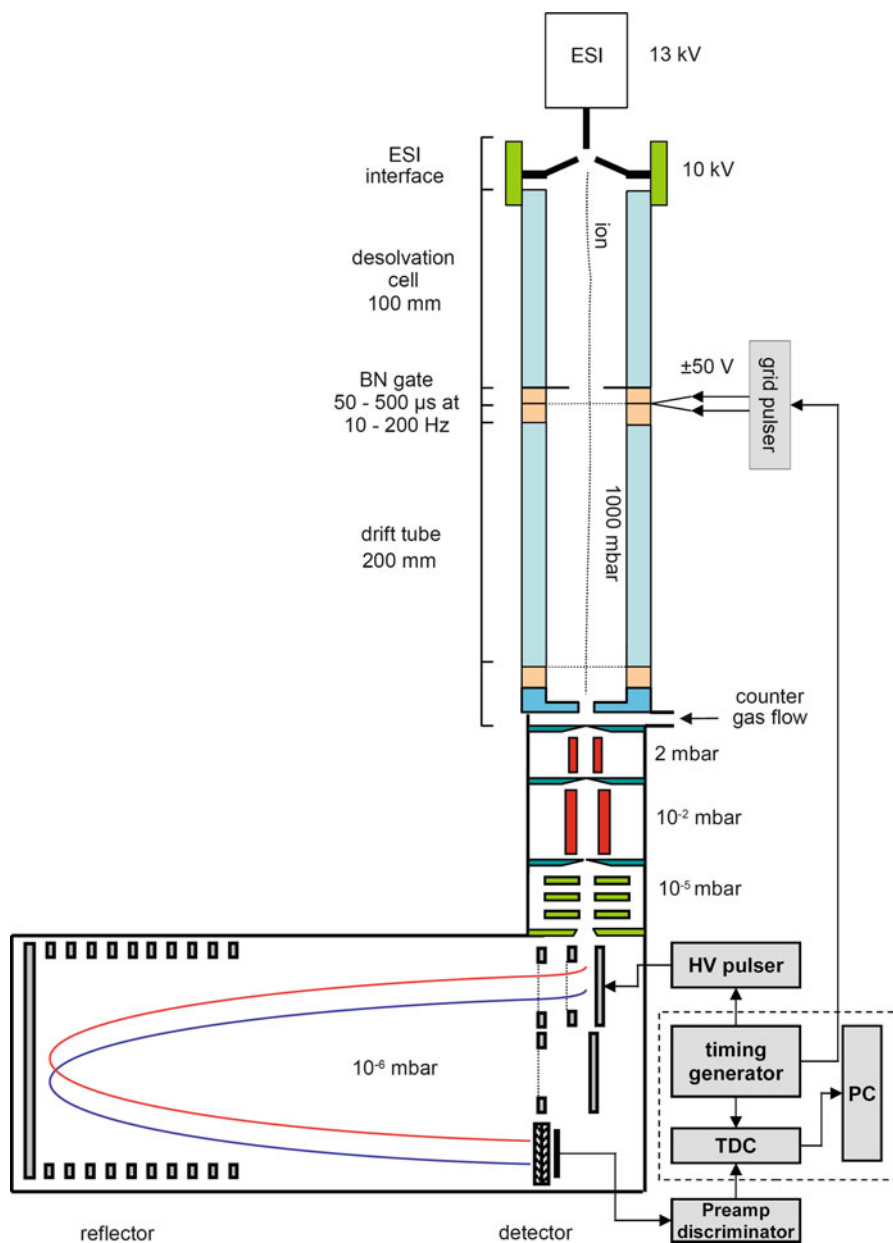 ESI
13 kV
ESI
interface
10 kV
ion
desolvation
cell
100 mm
BN gate
50 - 500 µs at
10 - 200 Hz
±50 V
grid pulser
1000 mbar
drift tube
200 mm
counter
gas flow
2 mbar
10⁻² mbar
10⁻⁵ mbar
HV pulser
timing
generator
PC
10⁻⁶ mbar
TDC
Preamp
discriminator
reflector
detector